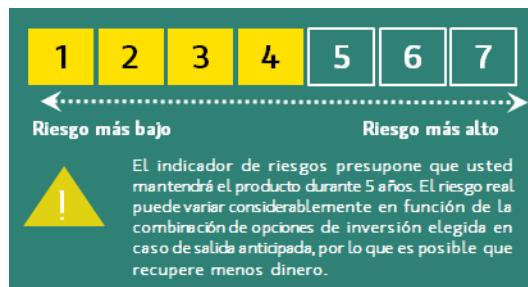 1 2 3 4 5 6 7
Riesgo más bajo Riesgo más alto
!
El indicador de riesgos presupone que usted
mantendrá el producto durante 5 años. El riesgo real
puede variar considerablemente en función de la
combinación de opciones de inversión elegida en
caso de salida anticipada, por lo que es posible que
recupere menos dinero.